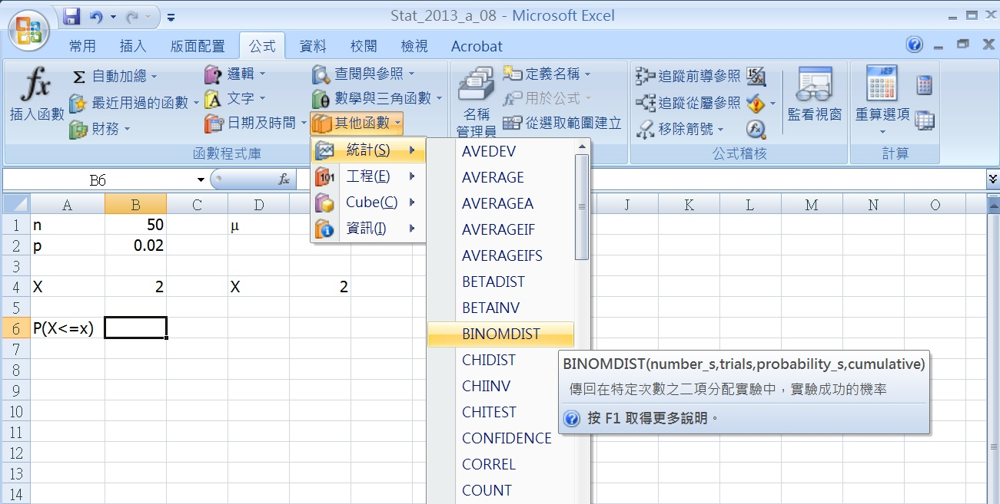 Stat_2013_a_08 - Microsoft Excel
常用 插入 版面配置 公式 資料 校閱 檢視 Acrobat
fx 插入函數
Σ 自動加總
最近用過的函數
財務
邏輯
文字
日期及時間
查閱與參照
數學與三角函數
其他函數
函數程式庫
名稱
管理員
定義名稱
用於公式
從選取範圍建立
追蹤前導參照
追蹤從屬參照
移除箭號
監看視窗
公式稽核
重算選項
計算
B6 fx
統計(S)
工程(E)
Cube(C)
資訊(I)
AVEDEV
AVERAGE
AVERAGEA
AVERAGEIF
AVERAGEIFS
BETADIST
BETAINV
BINOMDIST
CHIDIST
CHIINV
CHITEST
CONFIDENCE
CORREL
COUNT
BINOMDIST(number_s,trials,probability_s,cumulative)
傳回在特定次數之二項分配實驗中，實驗成功的機率
按 F1 取得更多說明。
A B C D J K L M N O
1 n 50 μ
2 p 0.02
3
4 X 2 X 2
5
6 P(X<=x)
7
8
9
10
11
12
13
14